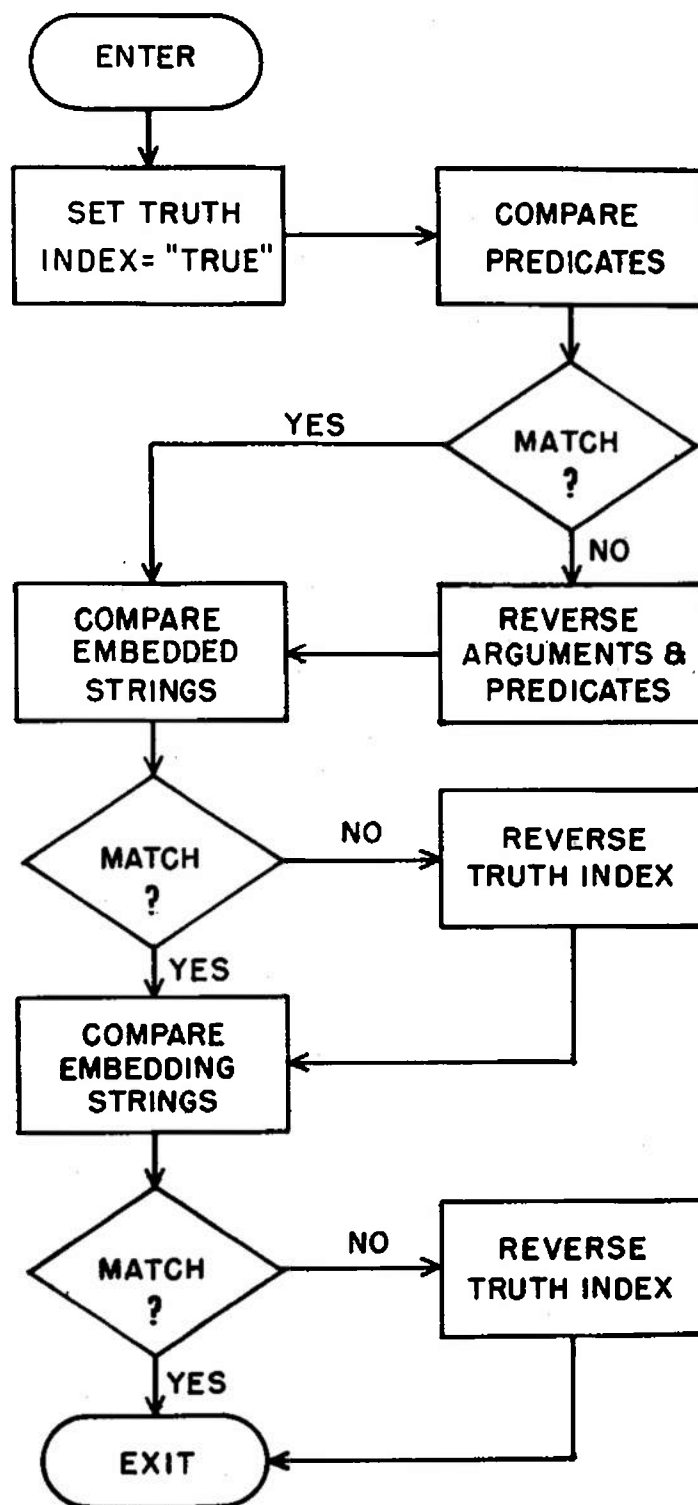 ENTER
SET TRUTH
INDEX= "TRUE"
COMPARE
PREDICATES
MATCH
?
YES
NO
COMPARE
EMBEDDED
STRINGS
REVERSE
ARGUMENTS &
PREDICATES
MATCH
?
NO
YES
REVERSE
TRUTH INDEX
COMPARE
EMBEDDING
STRINGS
MATCH
?
NO
YES
REVERSE
TRUTH INDEX
EXIT